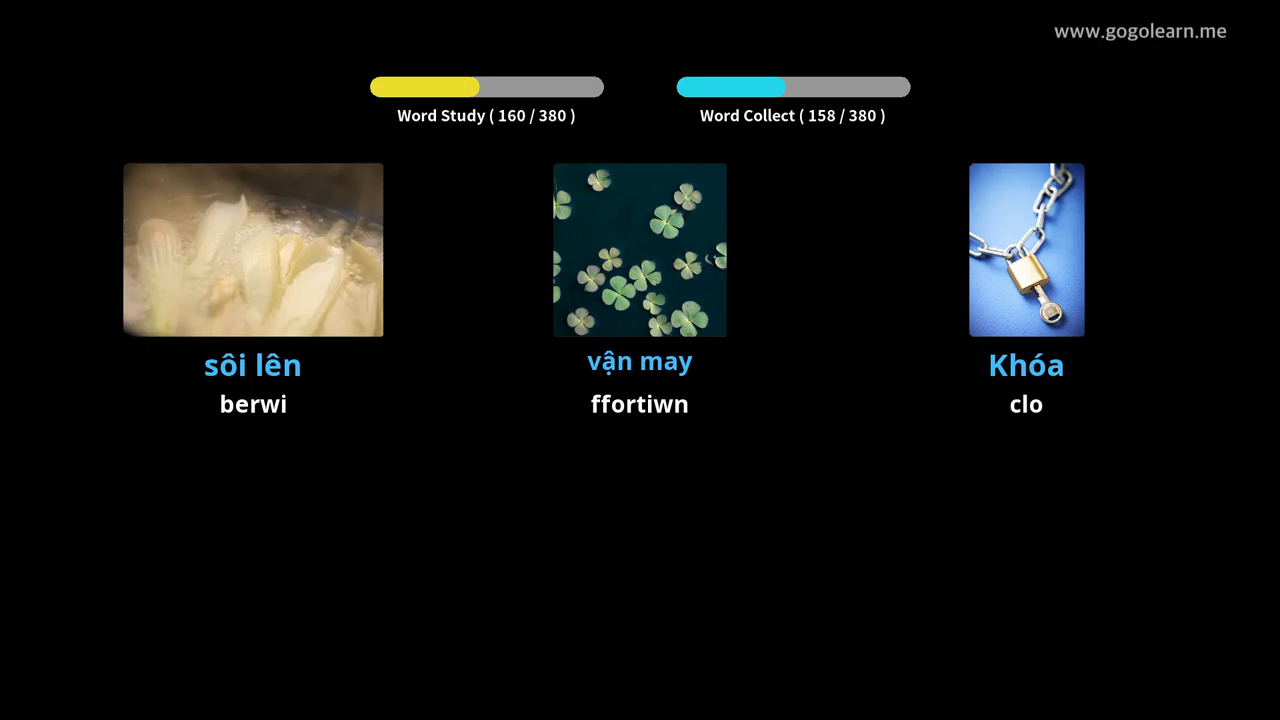 www.gogolearn.me
Word Study ( 160 / 380 )
Word Collect ( 158 / 380 )
sôi lên
berwi
vận may
ffortiwn
Khóa
clo